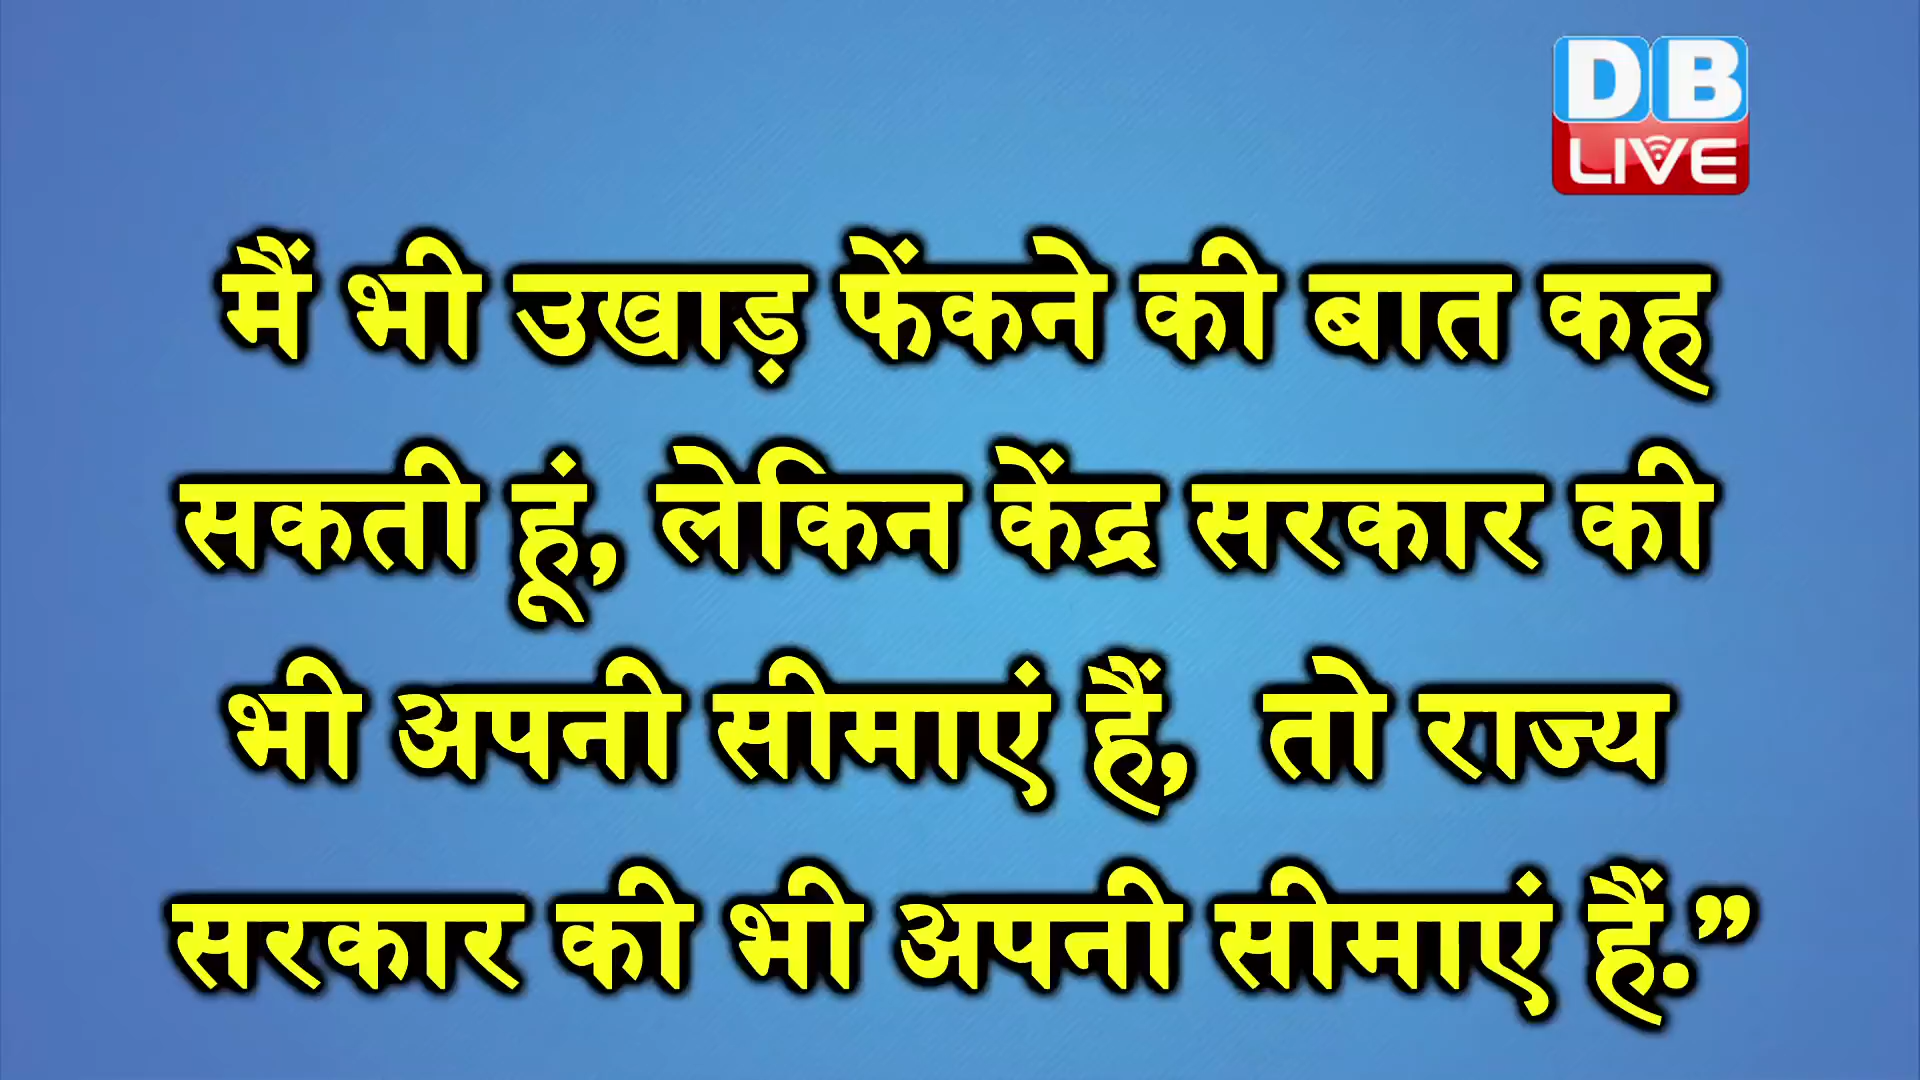 DB
LIVE
मैं भी उखाड़ फेंकने की बात कह
सकती हूं, लेकिन केंद्र सरकार की
भी अपनी सीमाएं हैं, तो राज्य
सरकार की भी अपनी सीमाएं हैं.”